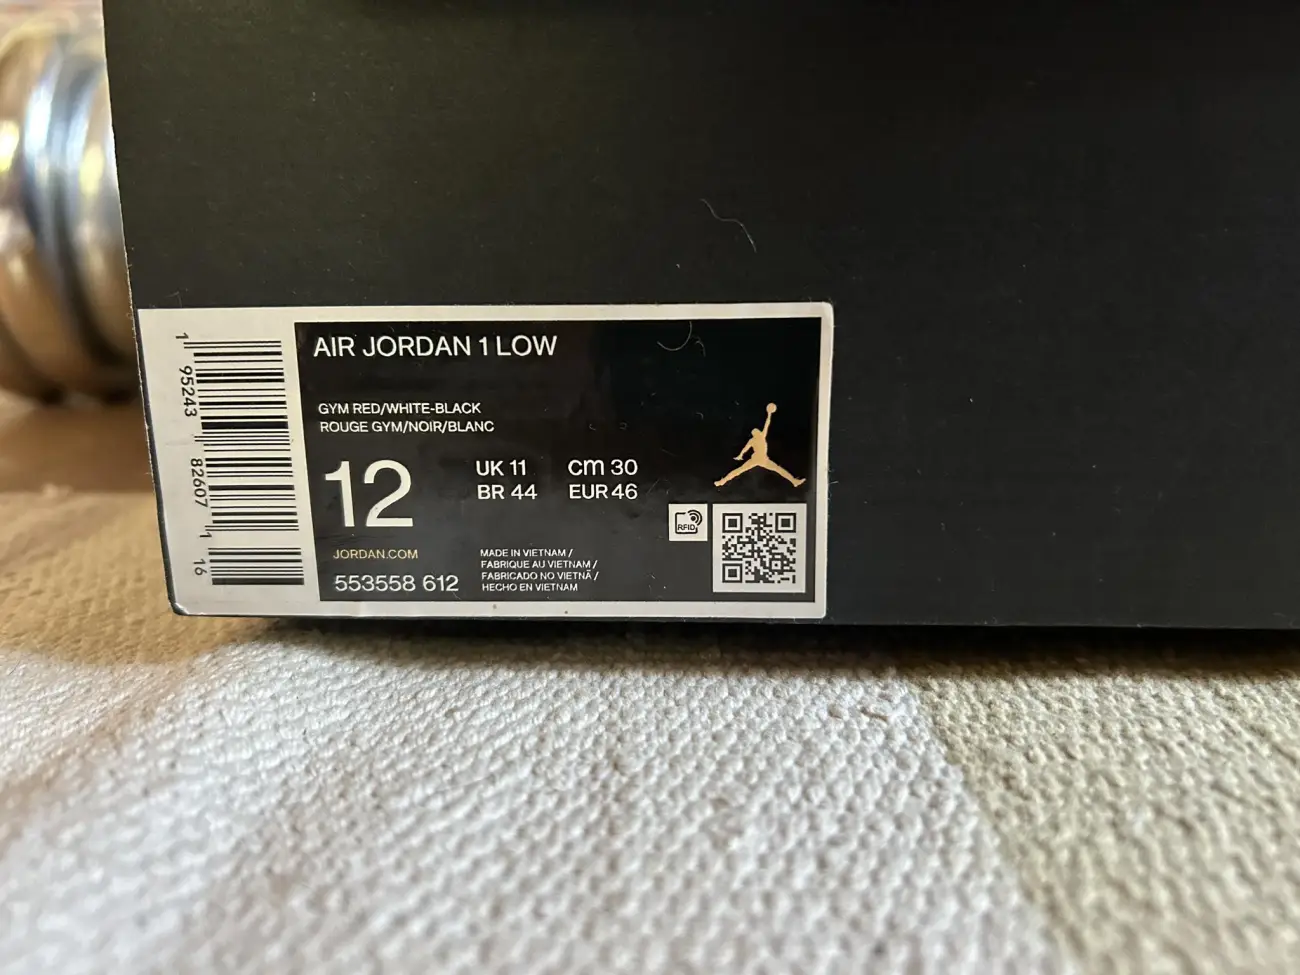 AIR JORDAN 1 LOW
GYM RED/WHITE-BLACK
ROUGE GYM/NOIR/BLANC
12
UK 11
CM 30
BR 44
EUR 46
JORDAN.COM
553558 612
MADE IN VIETNAM /
FABRIQUE AU VIETNAM /
FABRICADO NO VIETNÃ /
HECHO EN VIETNAM
RFID
1 95243 82607 1 16